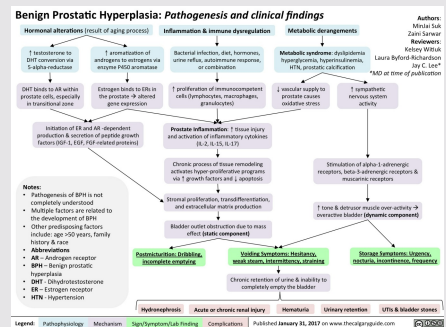 Benign Prostatic Hyperplasia: Pathogenesis and clinical findings
Authors:
MinJai Suk
Zaini Sarwar
Reviewers:
Kelsey Witiuk
Laura Byford-Richardson
Jay C. Lee*
*MD at time of publication
Hormonal alterations (result of aging process)
Inflammation & immune dysregulation
Metabolic derangements
↑ testosterone to
DHT conversion via
5-alpha-reductase
↑ aromatization of
androgens to estrogens via
enzyme P450 aromatase
Bacterial infection, diet, hormones,
urine reflux, autoimmune response,
or combination
Metabolic syndrome: dyslipidemia
hyperglycemia, hyperinsulinemia,
HTN, prostatic calcification
DHT binds to AR within
prostate cells, especially
in transitional zone
Estrogen binds to ERs in
the prostate → altered
gene expression
↑ proliferation of immunocompetent
cells (lymphocytes, macrophages,
granulocytes)
↓ vascular supply to
prostate causes
oxidative stress
↑ sympathetic
nervous system
activity
Initiation of ER and AR -dependent
production & secretion of peptide growth
factors (IGF-1, EGF, FGF-related proteins)
Prostate inflammation: ↑ tissue injury
and activation of inflammatory cytokines
(IL-2, IL-15, IL-17)
Chronic process of tissue remodeling
activates hyper-proliferative programs
via ↑ growth factors and ↓ apoptosis
Stimulation of alpha-1-adrenergic
receptors, beta-3-adrenergic receptors &
muscarinic receptors
Notes:
• Pathogenesis of BPH is not
completely understood
• Multiple factors are related to
the development of BPH
• Other predisposing factors
include: age >50 years, family
history & race
• Abbreviations
• AR – Androgen receptor
• BPH – Benign prostatic
hyperplasia
• DHT - Dihydrotestosterone
• ER – Estrogen receptor
• HTN - Hypertension
Stromal proliferation, transdifferentiation,
and extracellular matrix production
Bladder outlet obstruction due to mass
effect (static component)
↑ tone & detrusor muscle over-activity →
overactive bladder (dynamic component)
Postmicturition: Dribbling,
incomplete emptying
Voiding Symptoms: Hesitancy,
weak steam, intermittency, straining
Storage Symptoms: Urgency,
nocturia, incontinence, frequency
Chronic retention of urine & inability to
completely empty the bladder
Hydronephrosis
Acute or chronic renal injury
Hematuria
Urinary retention
UTIs & bladder stones
Legend: Pathophysiology Mechanism Sign/Symptom/Lab Finding Complications Published January 31, 2017 on www.thecalgaryguide.com